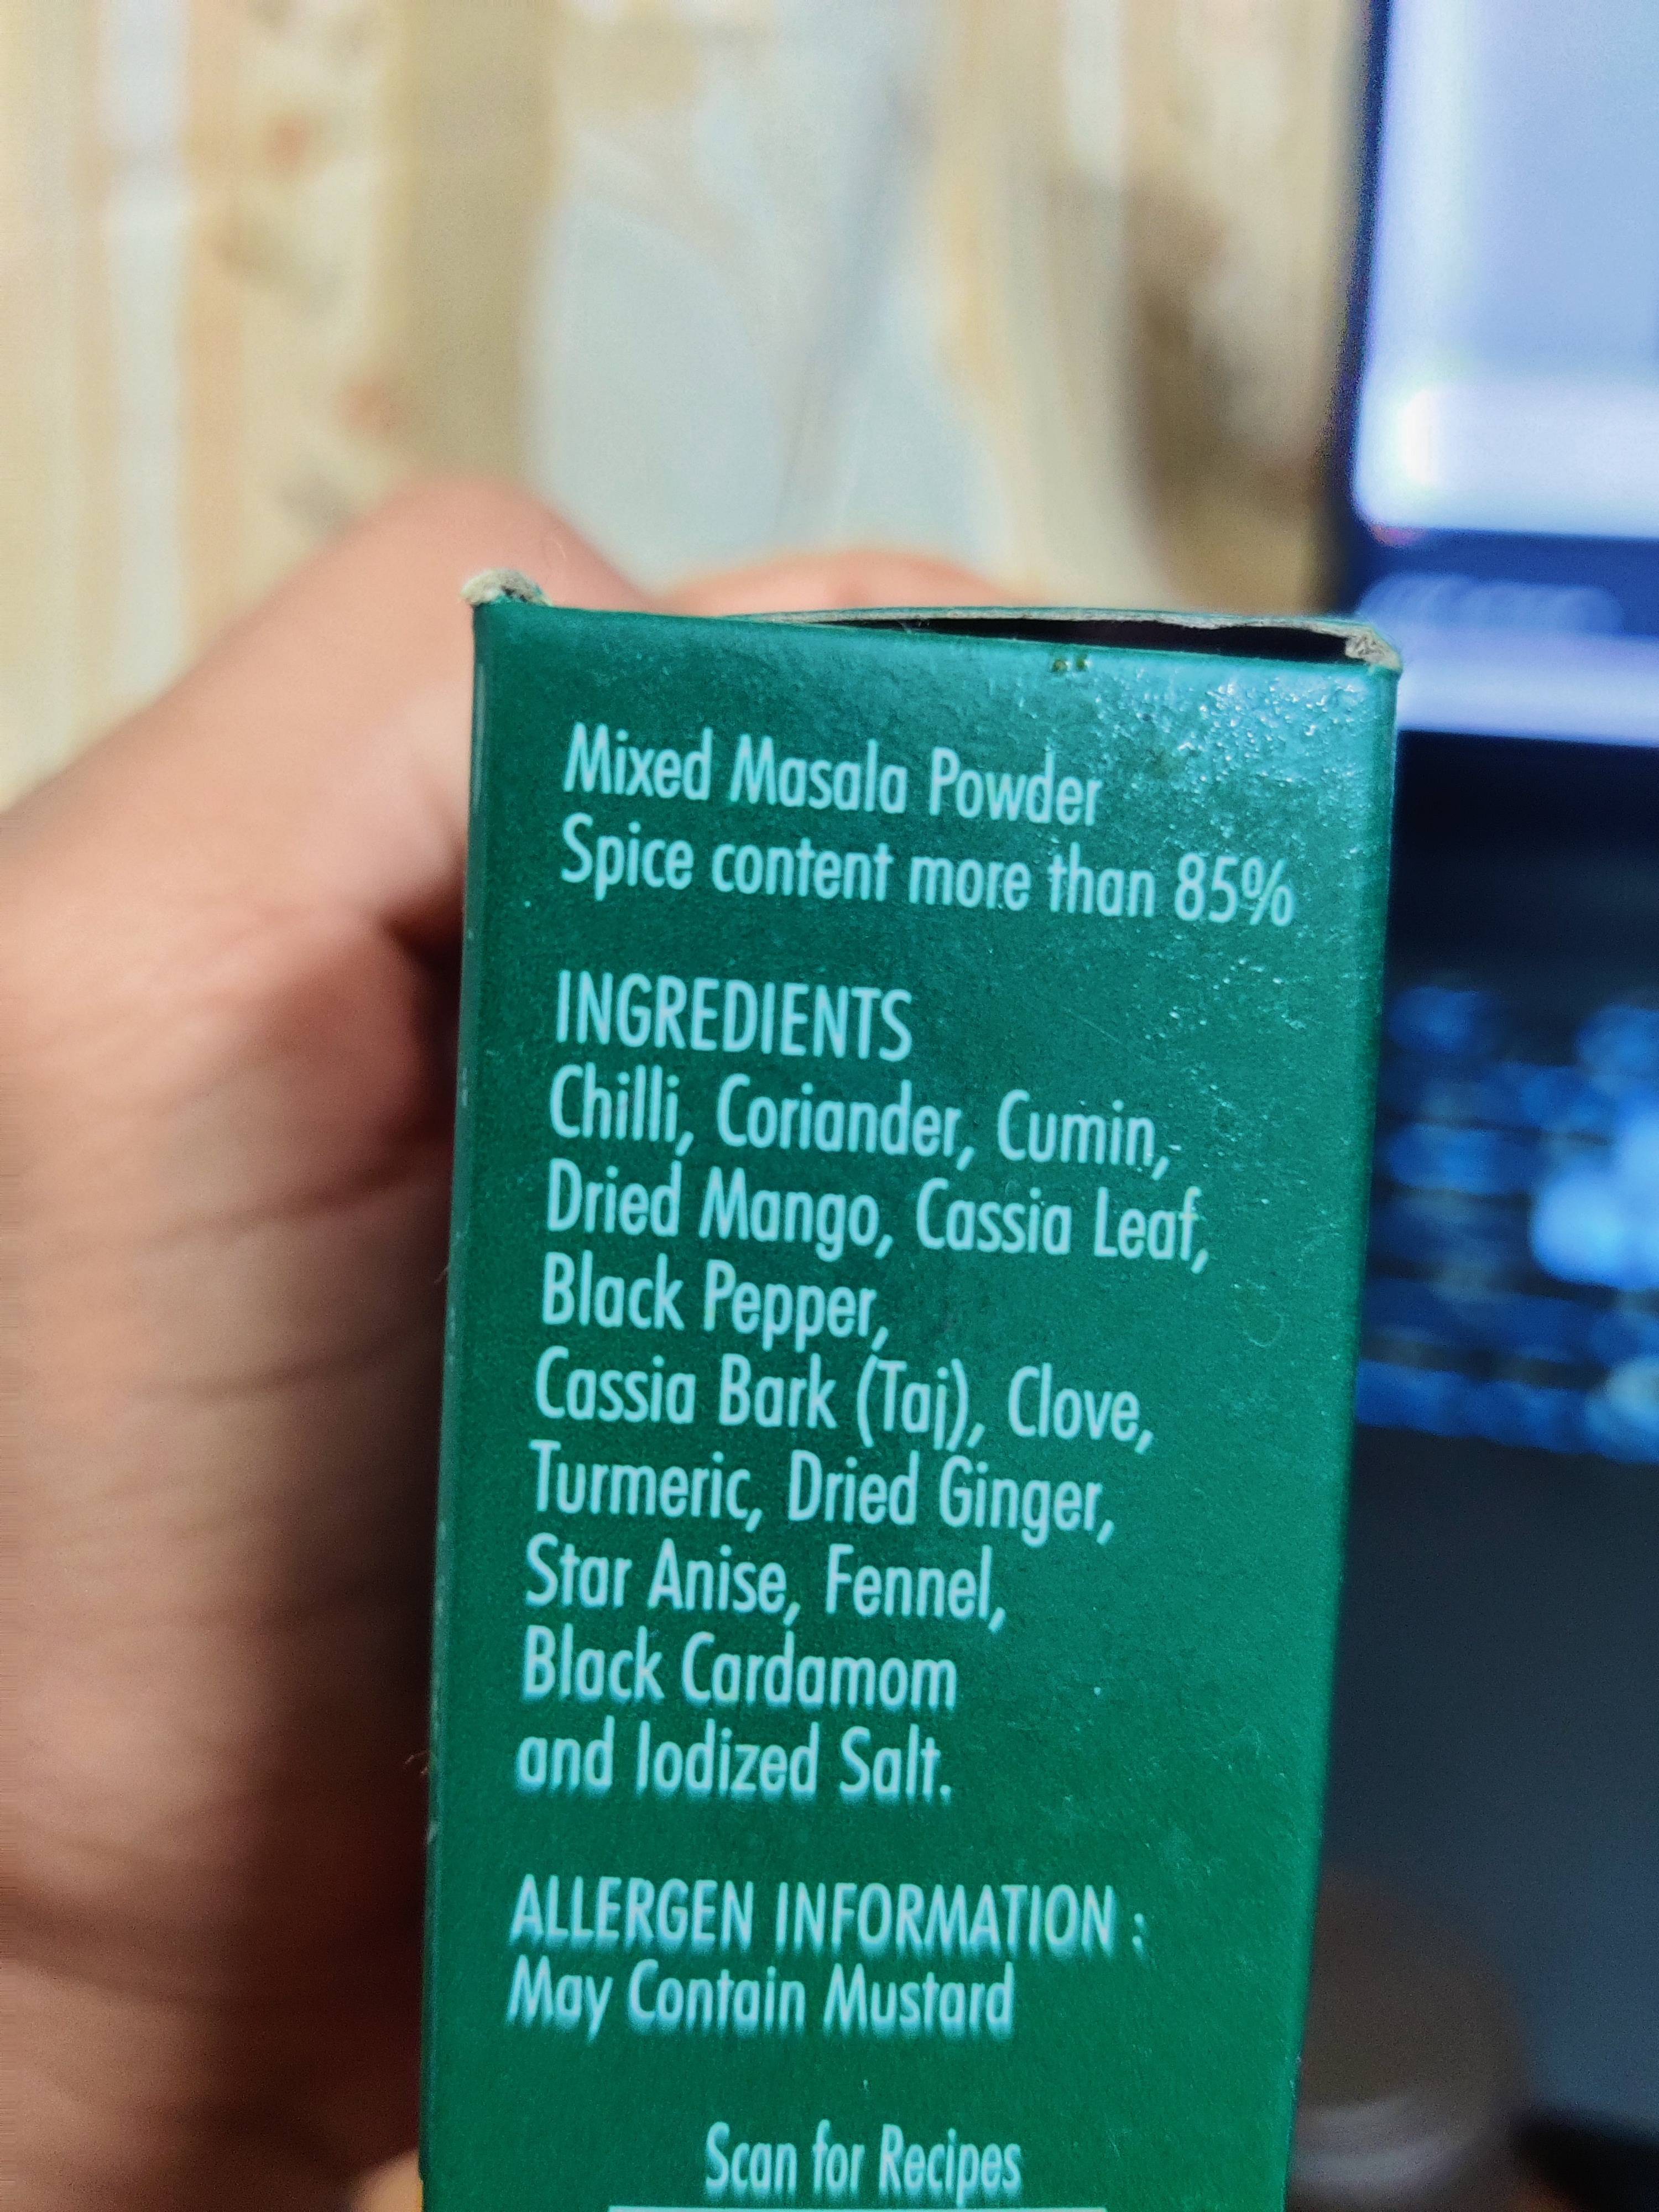 Mixed Masala Powder
Spice content more than 85%
INGREDIENTS
Chilli, Coriander, Cumin,
Dried Mango, Cassia Leaf,
Black Pepper,
Cassia Bark (Taj), Clove,
Turmeric, Dried Ginger,
Star Anise, Fennel,
Black Cardamom
and Iodized Salt.
ALLERGEN INFORMATION :
May Contain Mustard
Scan for Recipes